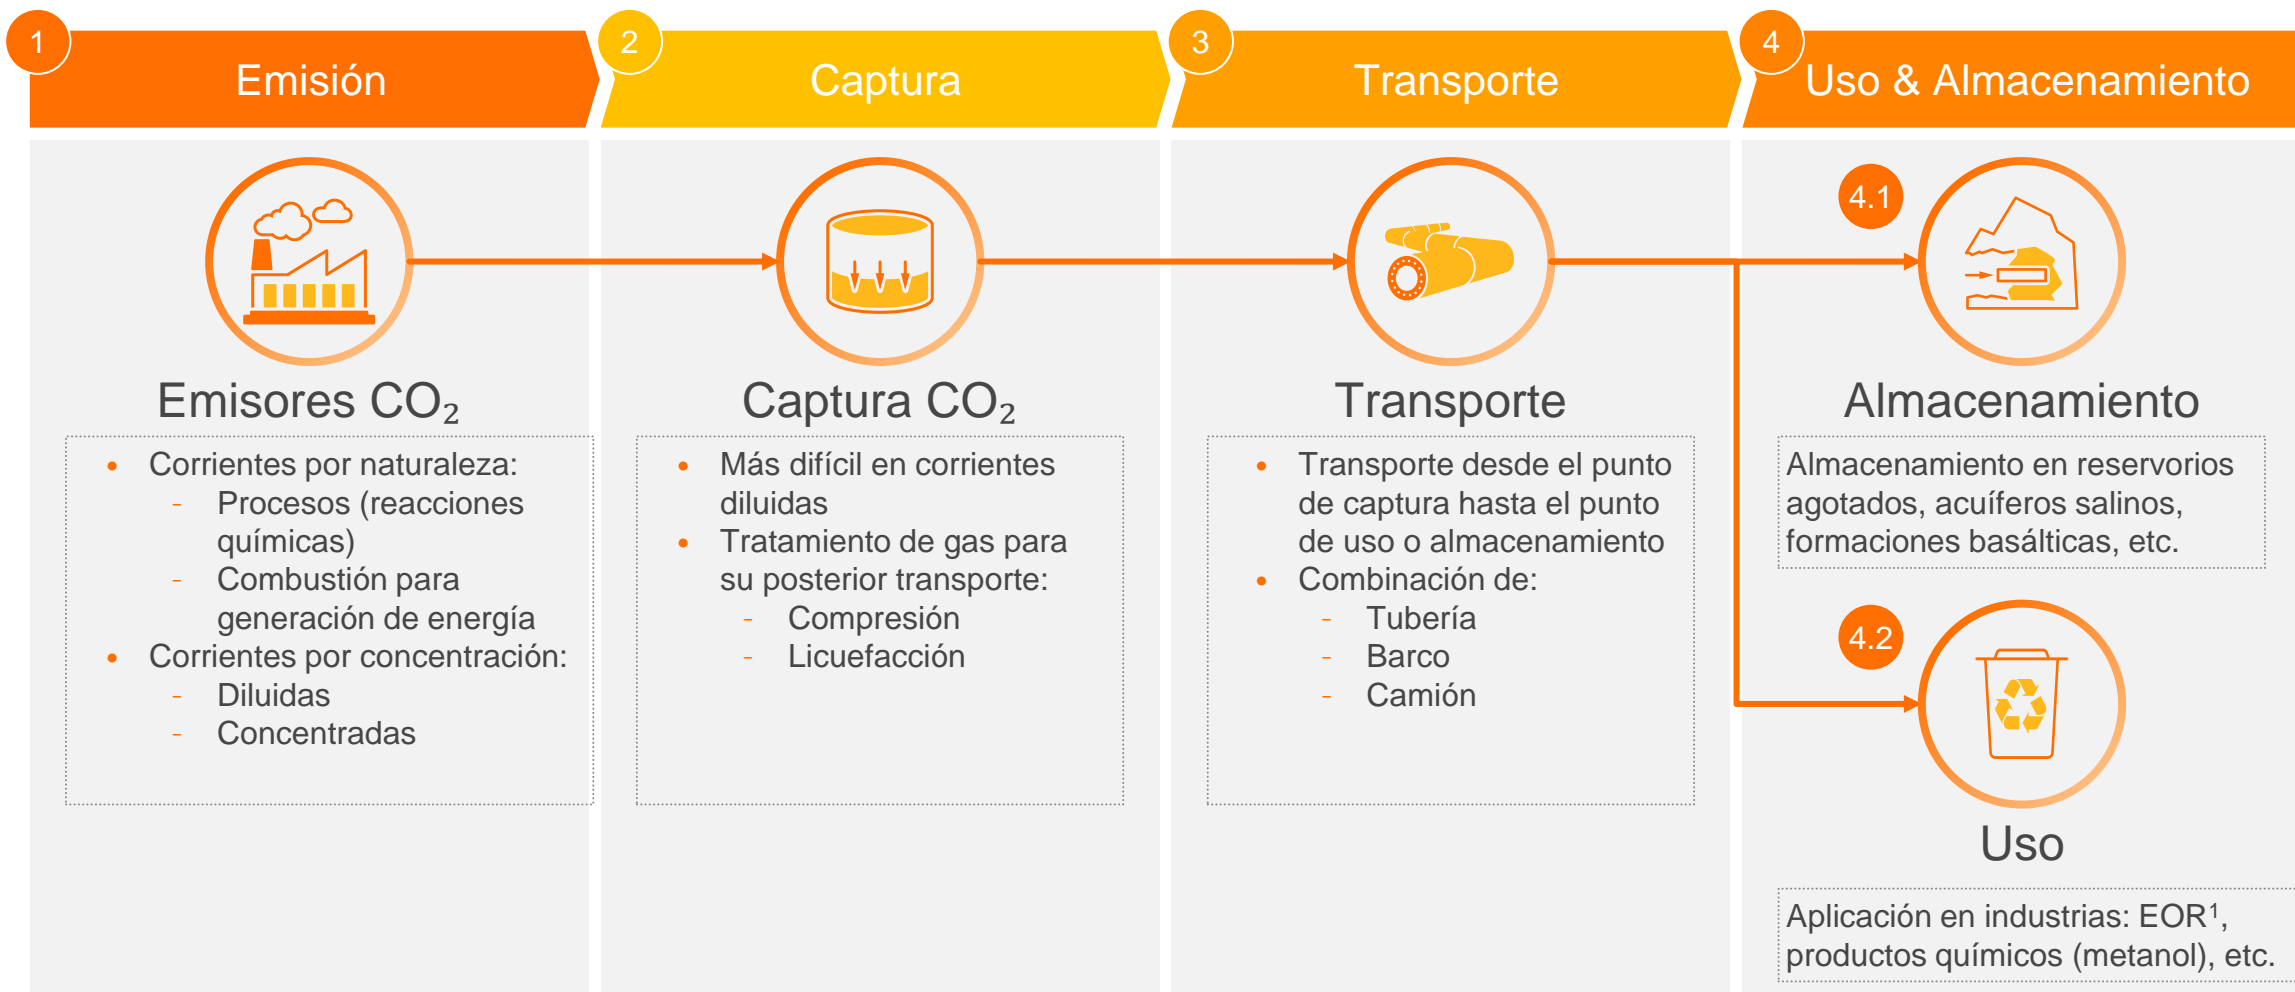 1
Emisión
2
Captura
3
Transporte
4
Uso & Almacenamiento
Emisores CO₂
• Corrientes por naturaleza:
- Procesos (reacciones
químicas)
- Combustión para
generación de energía
• Corrientes por concentración:
- Diluidas
- Concentradas
Captura CO₂
• Más difícil en corrientes
diluidas
• Tratamiento de gas para
su posterior transporte:
- Compresión
- Licuefacción
Transporte
• Transporte desde el punto
de captura hasta el punto
de uso o almacenamiento
• Combinación de:
- Tubería
- Barco
- Camión
4.1
Almacenamiento
Almacenamiento en reservorios
agotados, acuíferos salinos,
formaciones basálticas, etc.
4.2
Uso
Aplicación en industrias: EOR¹,
productos químicos (metanol), etc.